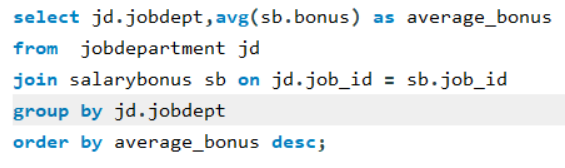 select jd.jobdept,avg(sb.bonus) as average_bonus
from  jobdepartment jd
join salarybonus sb on jd.job_id = sb.job_id
group by jd.jobdept
order by average_bonus desc;